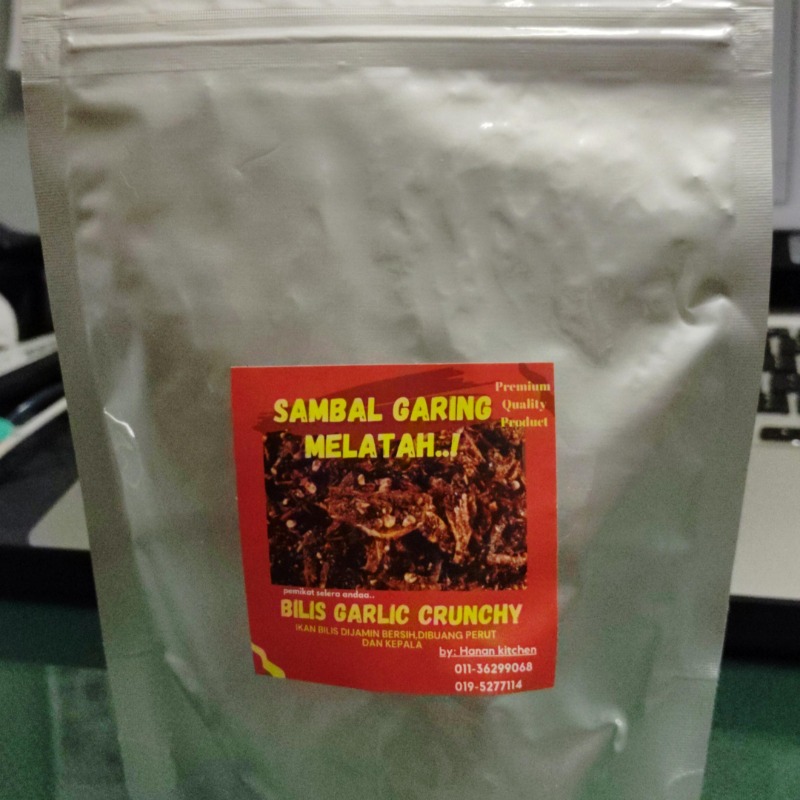 SAMBAL GARING
MELATAH..!
Premium
Quality
Product
pemikat selera andaa..
BILIS GARLIC CRUNCHY
IKAN BILIS DIJAMIN BERSIH,DIBUANG PERUT
DAN KEPALA
by: Hanan kitchen
011-36299068
019-5277114